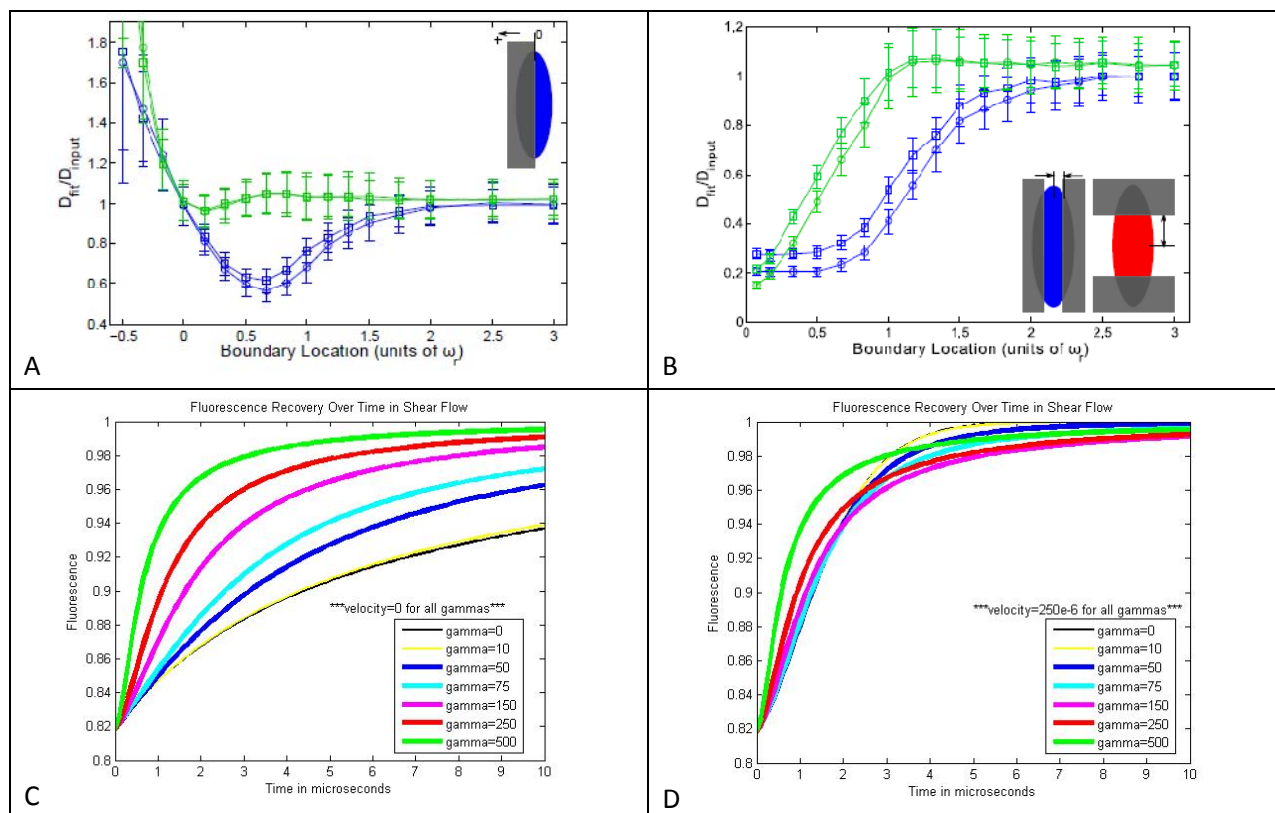 1.8
1.6
1.4
1.2
1
0.8
0.6
0.4
D_fit/D_input
−0.5 0 0.5 1 1.5 2 2.5 3
Boundary Location (units of ω_r)
+ 0
A
1.2
1
0.8
0.6
0.4
0.2
0
D_fit/D_input
0 0.5 1 1.5 2 2.5 3
Boundary Location (units of ω_r)
B
Fluorescence Recovery Over Time in Shear Flow
1
0.98
0.96
0.94
0.92
0.9
0.88
0.86
0.84
0.82
0.8
Fluorescence
***velocity=0 for all gammas***
gamma=0
gamma=10
gamma=50
gamma=75
gamma=150
gamma=250
gamma=500
0 1 2 3 4 5 6 7 8 9 10
Time in microseconds
C
Fluorescence Recovery Over Time in Shear Flow
1
0.98
0.96
0.94
0.92
0.9
0.88
0.86
0.84
0.82
0.8
Fluorescence
***velocity=250e-6 for all gammas***
gamma=0
gamma=10
gamma=50
gamma=75
gamma=150
gamma=250
gamma=500
0 1 2 3 4 5 6 7 8 9 10
Time in microseconds
D